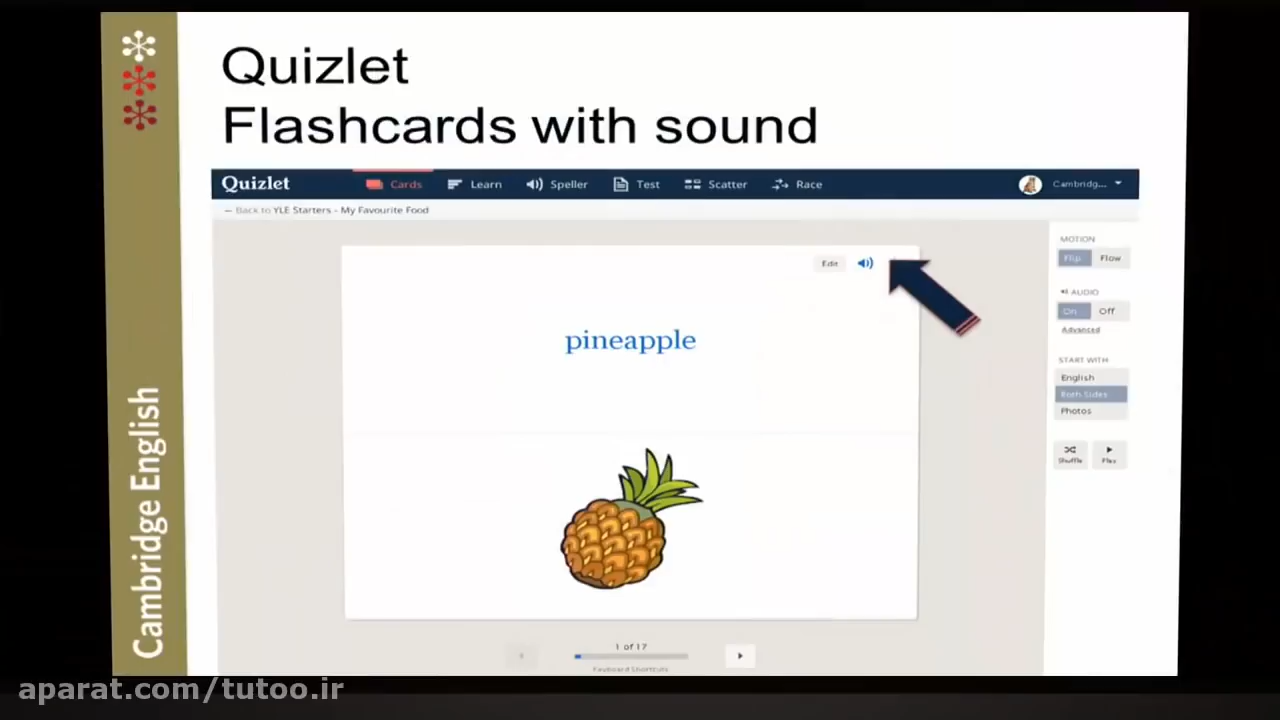 Quizlet
Flashcards with sound
Quizlet Cards Learn Speller Test Scatter Race Cambridg...
← Back to YLE Starters - My Favourite Food
MOTION
Flip Flow
AUDIO
On Off
Advanced
START WITH
English
Both Sides
Photos
Shuffle Play
Edit
pineapple
1 of 17
Keyboard Shortcuts
Cambridge English
aparat.com/tutoo.ir